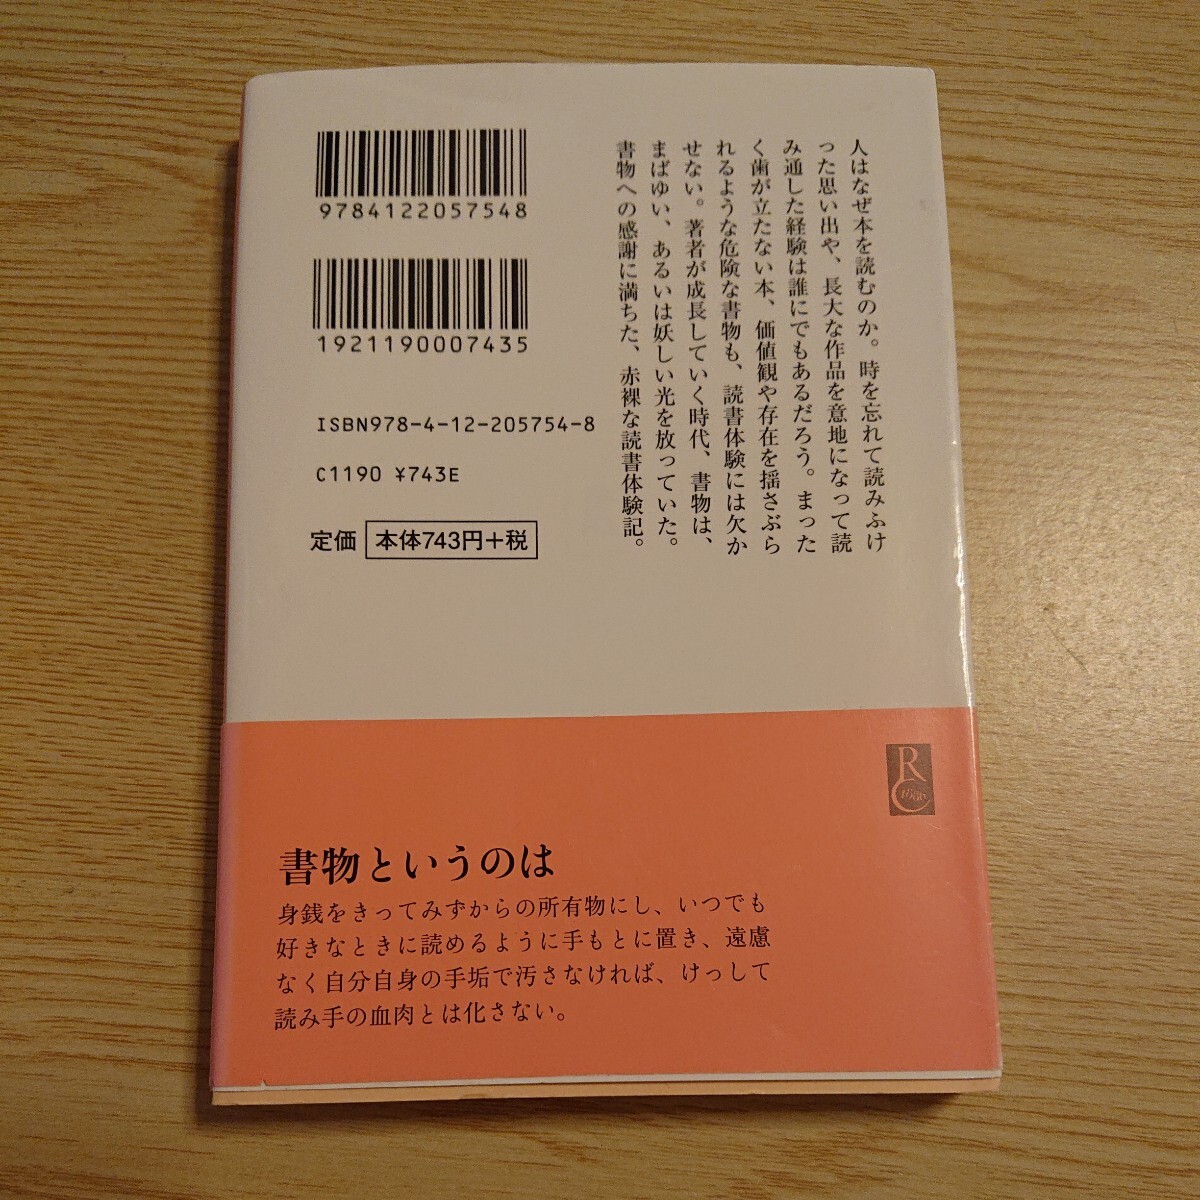 9784122057548
1921190007435
ISBN978-4-12-205754-8
C1190 ¥743E
定価 本体743円+税
人はなぜ本を読むのか。時を忘れて読みふけ
った思い出や、長大な作品を意地になって読
み通した経験は誰にでもあるだろう。まった
く歯が立たない本、価値観や存在を揺さぶら
れるような危険な書物も、読書体験には欠か
せない。著者が成長していく時代、書物は、
まばゆい、あるいは妖しい光を放っていた。
書物への感謝に満ちた、赤裸な読書体験記。
RC
1886
書物というのは
身銭をきってみずからの所有物にし、いつでも
好きなときに読めるように手もとに置き、遠慮
なく自分自身の手垢で汚さなければ、けっして
読み手の血肉とは化さない。